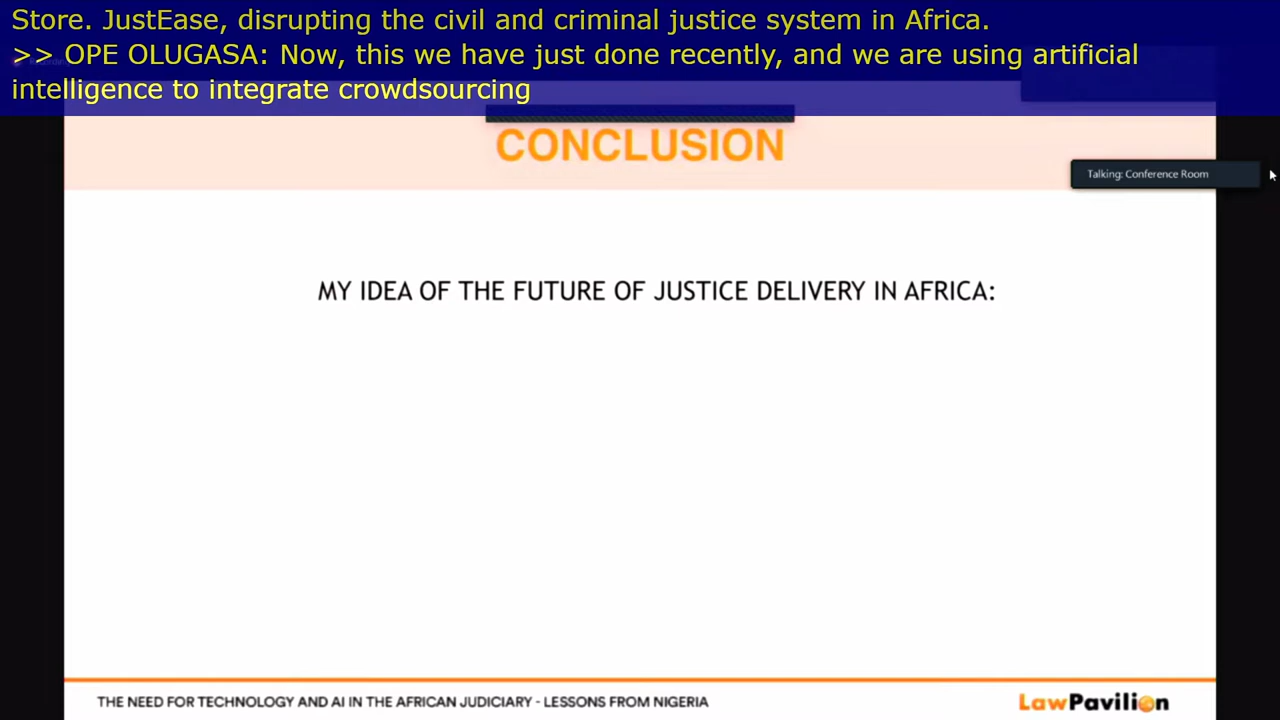 Store. JustEase, disrupting the civil and criminal justice system in Africa.
>> OPE OLUGASA: Now, this we have just done recently, and we are using artificial
intelligence to integrate crowdsourcing
CONCLUSION
Talking: Conference Room
MY IDEA OF THE FUTURE OF JUSTICE DELIVERY IN AFRICA:
THE NEED FOR TECHNOLOGY AND AI IN THE AFRICAN JUDICIARY - LESSONS FROM NIGERIA
LawPavilion